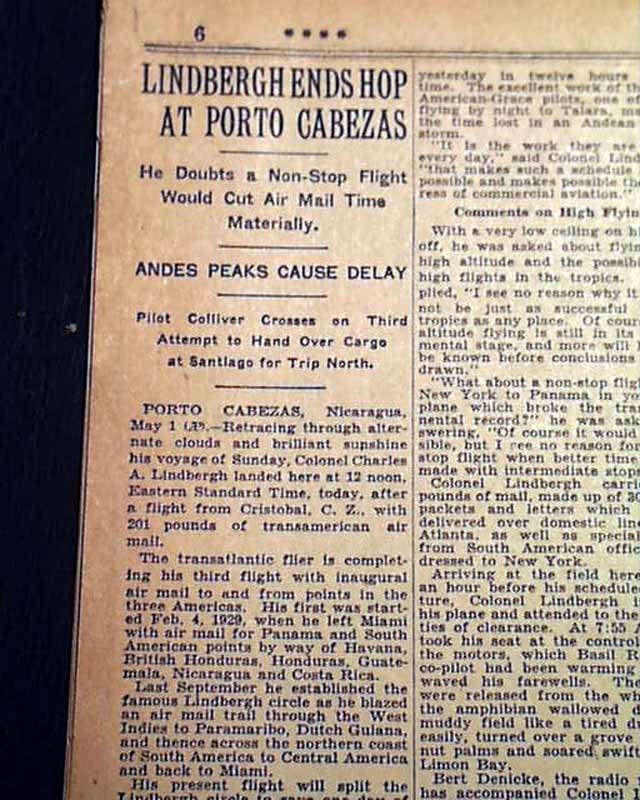 6
****
LINDBERGH ENDS HOP
AT PORTO CABEZAS
He Doubts a Non-Stop Flight
Would Cut Air Mail Time
Materially.
ANDES PEAKS CAUSE DELAY
Pilot Colliver Crosses on Third
Attempt to Hand Over Cargo
at Santiago for Trip North.
PORTO CABEZAS, Nicaragua,
May 1 (AP).—Retracing through alter-
nate clouds and brilliant sunshine
his voyage of Sunday, Colonel Charles
A. Lindbergh landed here at 12 noon,
Eastern Standard Time, today, after
a flight from Cristobal, C. Z., with
201 pounds of transamerican air
mail.
The transatlantic flier is complet-
ing his third flight with inaugural
air mail to and from points in the
three Americas. His first was start-
ed Feb. 4, 1929, when he left Miami
with air mail for Panama and South
American points by way of Havana,
British Honduras, Honduras, Guate-
mala, Nicaragua and Costa Rica.
Last September he established the
famous Lindbergh circle as he blazed
an air mail trail through the West
Indies to Paramaribo, Dutch Guiana,
and thence across the northern coast
of South America to Central America
and back to Miami.
His present flight will split the
Lindbergh circle to save one day of
yesterday in twelve hours
time. The excellent work of th
American-Grace pilots, one o
flying by night to Talara, ma
the time lost in an Andean
storm.
"It is the work they are
every day," said Colonel Lind
"that makes such a schedule
possible and makes possible th
ress of commercial aviation."
Comments on High Flyin
With a very low ceiling on hi
off, he was asked about flyin
high altitude and the possibi
high flights in the tropics.
plied, "I see no reason why it
not be just as successful
tropics as any place. Of cour
altitude flying is still in its
mental stage, and more will
be known before conclusions
drawn."
"What about a non-stop fligh
New York to Panama in yo
plane which broke the tran
nental record?" he was ask
swering, "Of course it would
sible, but I see no reason for
stop flight when better time
made with intermediate stops
Colonel Lindbergh carri
pounds of mail, made up of 30
packets and letters which
delivered over domestic lin
Atlanta, as well as special
from South American offic
dressed to New York.
Arriving at the field here
an hour before his schedule
ture, Colonel Lindbergh i
his plane and attended to the
ties of clearance. At 7:55 A
took his seat at the control
the motors, which Basil R
co-pilot had been warming
waved his farewells. The
were released from the wh
the amphibian wallowed d
muddy field like a tired du
easily, turned over a grove
nut palms and soared swift
Limon Bay.
Bert Denicke, the radio
has accompanied Colonel